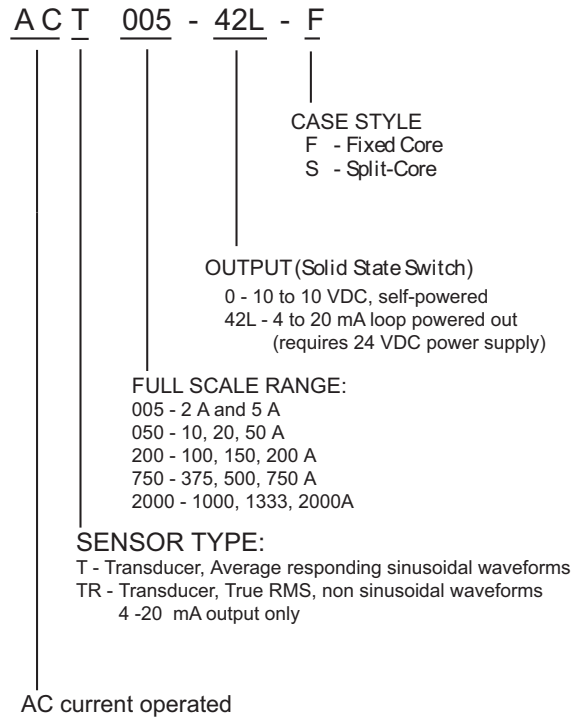 AC T 005 - 42L - F
CASE STYLE
F - Fixed Core
S - Split-Core
OUTPUT (Solid State Switch)
0 - 10 to 10 VDC, self-powered
42L - 4 to 20 mA loop powered out
(requires 24 VDC power supply)
FULL SCALE RANGE:
005 - 2 A and 5 A
050 - 10, 20, 50 A
200 - 100, 150, 200 A
750 - 375, 500, 750 A
2000 - 1000, 1333, 2000A
SENSOR TYPE:
T - Transducer, Average responding sinusoidal waveforms
TR - Transducer, True RMS, non sinusoidal waveforms
4 -20 mA output only
AC current operated